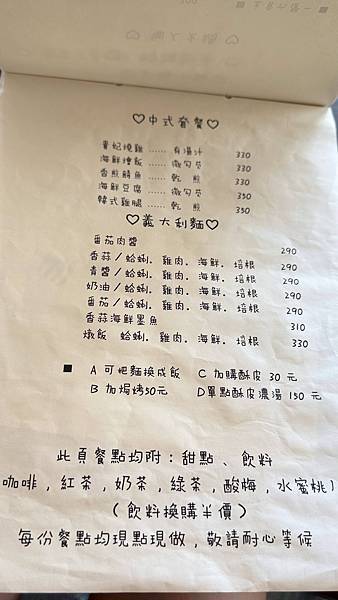 ♡中式套餐♡
貴妃燒雞 ...... 有湯汁 330
海鮮燴飯 ...... 微勾芡 330
香煎鯖魚 ...... 乾 煎 330
海鮮豆腐 ...... 微勾芡 350
韓式雞腿 ...... 乾 煎 350
♡義大利麵♡
番茄肉醬 290
香蒜/蛤蜊. 雞肉. 海鮮. 培根 290
青醬/蛤蜊. 雞肉. 海鮮. 培根 290
奶油/蛤蜊. 雞肉. 海鮮. 培根 290
番茄/蛤蜊. 雞肉. 海鮮. 培根 290
香蒜海鮮墨魚 310
燉飯 蛤蜊. 雞肉. 海鮮. 培根 330
■ A 可把麵換成飯 C 加購酥皮 30 元
B 加焗烤50元 D單點酥皮濃湯 150 元
此頁餐點均附：甜點、飲料
咖啡，紅茶，奶茶，綠茶，酸梅，水蜜桃)
(飲料換購半價)
每份餐點均現點現做，敬請耐心等候